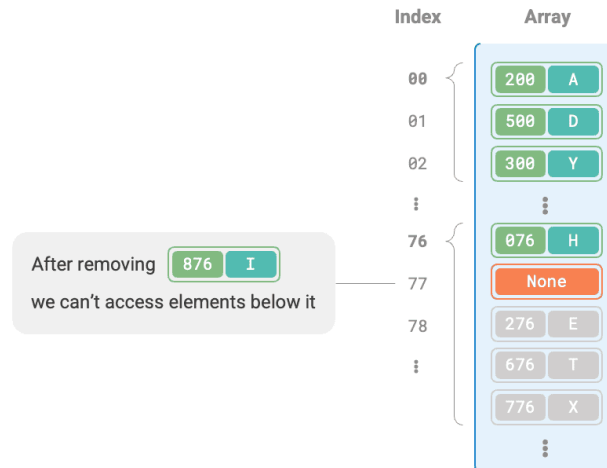 Index Array
00 200 A
01 500 D
02 300 Y
76 076 H
After removing 876 I
77 None
we can't access elements below it
78 276 E
676 T
776 X